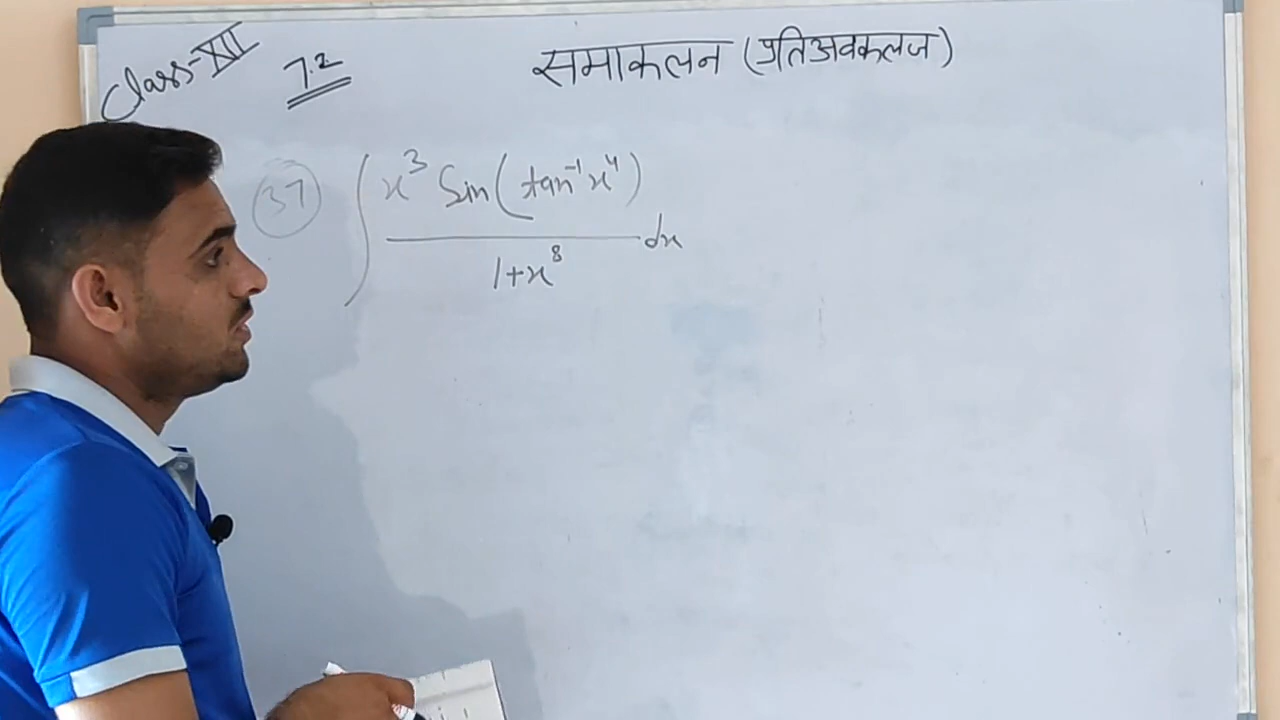 Class-XII 7.2 समाकलन (प्रतिअवकलज)
37 ∫ x³ Sin(tan⁻¹x⁴)
1+x⁸ dx